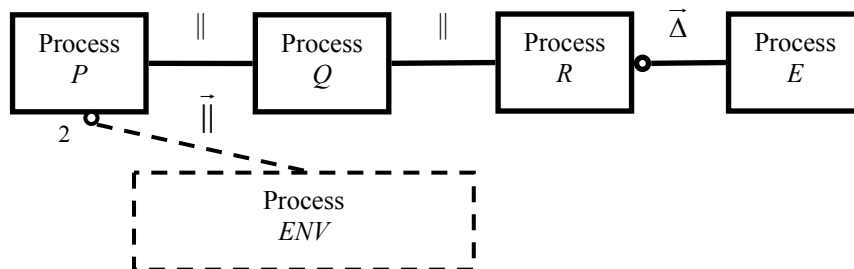 Process P
||
Process Q
||
Process R
Δ⃗
Process E
2
||⃗
Process ENV